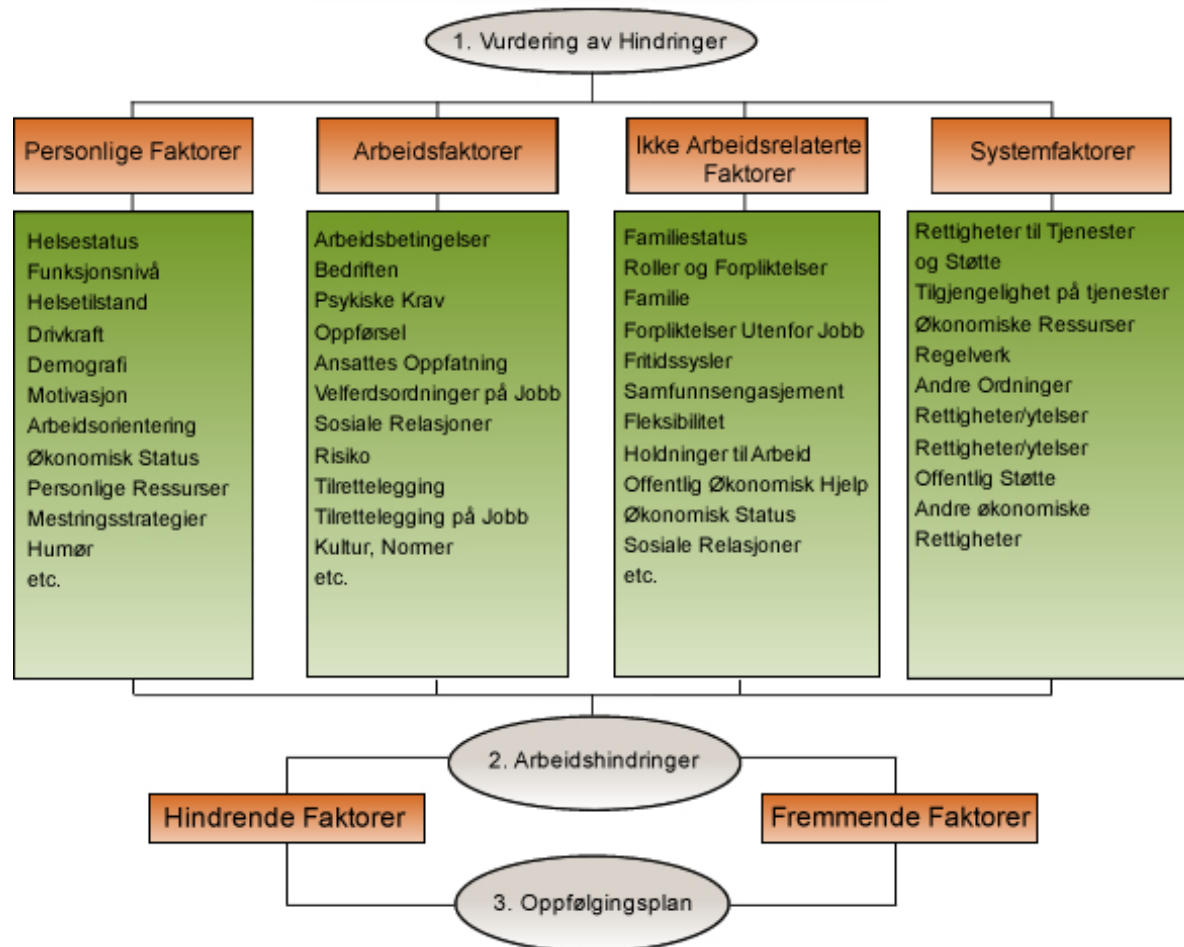 1. Vurdering av Hindringer
Personlige Faktorer
Helsestatus
Funksjonsnivå
Helsetilstand
Drivkraft
Demografi
Motivasjon
Arbeidsorientering
Økonomisk Status
Personlige Ressurser
Mestringsstrategier
Humør
etc.
Arbeidsfaktorer
Arbeidsbetingelser
Bedriften
Psykiske Krav
Oppførsel
Ansattes Oppfatning
Velferdsordninger på Jobb
Sosiale Relasjoner
Risiko
Tilrettelegging
Tilrettelegging på Jobb
Kultur, Normer
etc.
Ikke Arbeidsrelaterte
Faktorer
Familiestatus
Roller og Forpliktelser
Familie
Forpliktelser Utenfor Jobb
Fritidssysler
Samfunnsengasjement
Fleksibilitet
Holdninger til Arbeid
Offentlig Økonomisk Hjelp
Økonomisk Status
Sosiale Relasjoner
etc.
Systemfaktorer
Rettigheter til Tjenester
og Støtte
Tilgjengelighet på tjenester
Økonomiske Ressurser
Regelverk
Andre Ordninger
Rettigheter/ytelser
Rettigheter/ytelser
Offentlig Støtte
Andre økonomiske
Rettigheter
2. Arbeidshindringer
Hindrende Faktorer
Fremmende Faktorer
3. Oppfølgingsplan